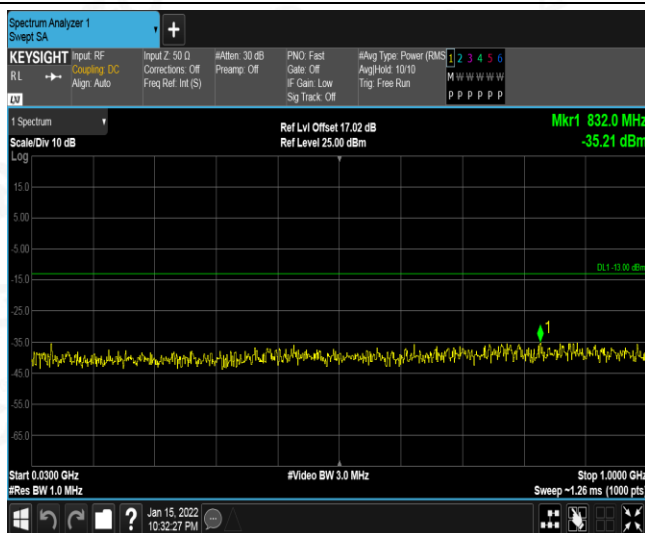 Spectrum Analyzer 1
Swept SA
+
KEYSIGHT
RL
LXI
Input: RF
Coupling: DC
Align: Auto
Input Z: 50 Ω
Corrections: Off
Freq Ref: Int (S)
#Atten: 30 dB
Preamp: Off
PNO: Fast
Gate: Off
IF Gain: Low
Sig Track: Off
#Avg Type: Power (RMS
Avg|Hold: 10/10
Trig: Free Run
1 2 3 4 5 6
M W W W W W
P P P P P P
1 Spectrum
Scale/Div 10 dB
Log
Ref Lvl Offset 17.02 dB
Ref Level 25.00 dBm
Mkr1 832.0 MHz
-35.21 dBm
15.0
5.00
-5.00
DL1 -13.00 dBm
-15.0
-25.0
1
-35.0
-45.0
-55.0
-65.0
Start 0.0300 GHz
#Res BW 1.0 MHz
#Video BW 3.0 MHz
Stop 1.0000 GHz
Sweep ~1.26 ms (1000 pts)
?
Jan 15, 2022
10:32:27 PM